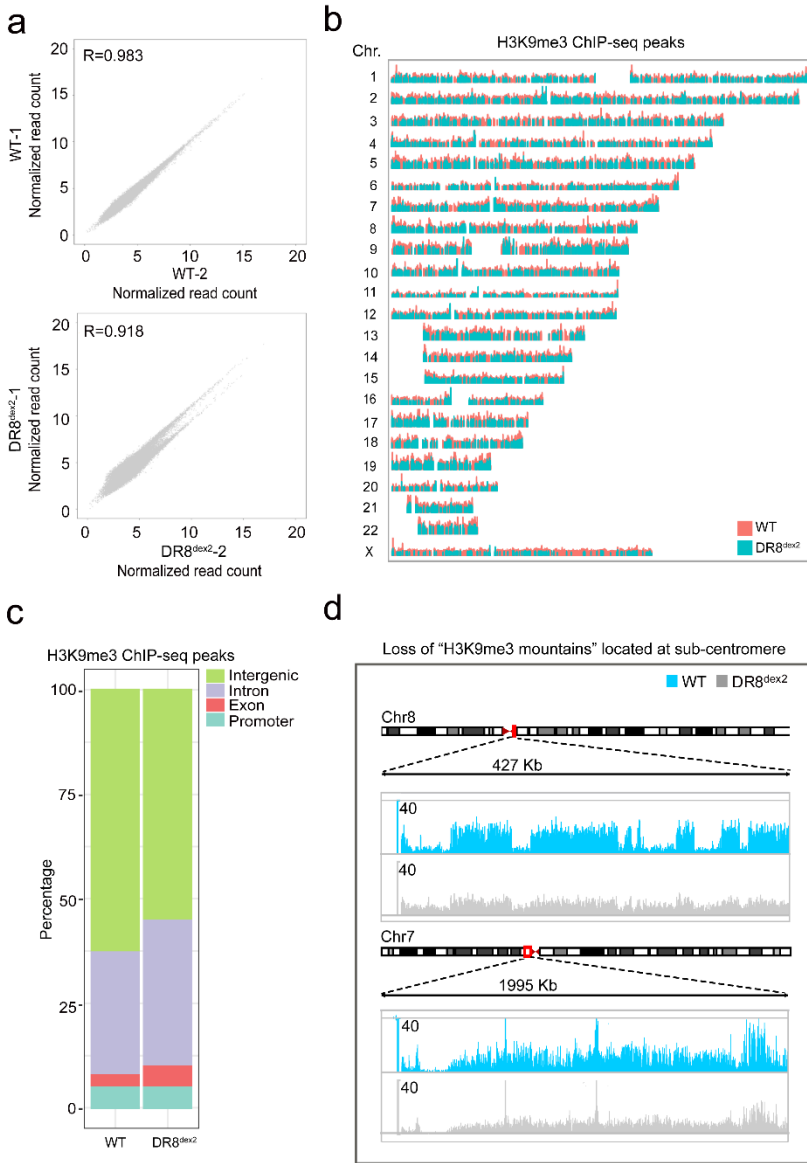 a
R=0.983
20
15
10
5
0
WT-1
Normalized read count
0 5 10 15 20
WT-2
Normalized read count
R=0.918
20
15
10
5
0
DR8dex2-1
Normalized read count
0 5 10 15 20
DR8dex2-2
Normalized read count
b
H3K9me3 ChIP-seq peaks
Chr.
1
2
3
4
5
6
7
8
9
10
11
12
13
14
15
16
17
18
19
20
21
22
X
WT
DR8dex2
c
H3K9me3 ChIP-seq peaks
Intergenic
Intron
Exon
Promoter
100
75
50
25
0
Percentage
WT DR8dex2
d
Loss of “H3K9me3 mountains” located at sub-centromere
WT DR8dex2
Chr8
427 Kb
40
40
Chr7
1995 Kb
40
40